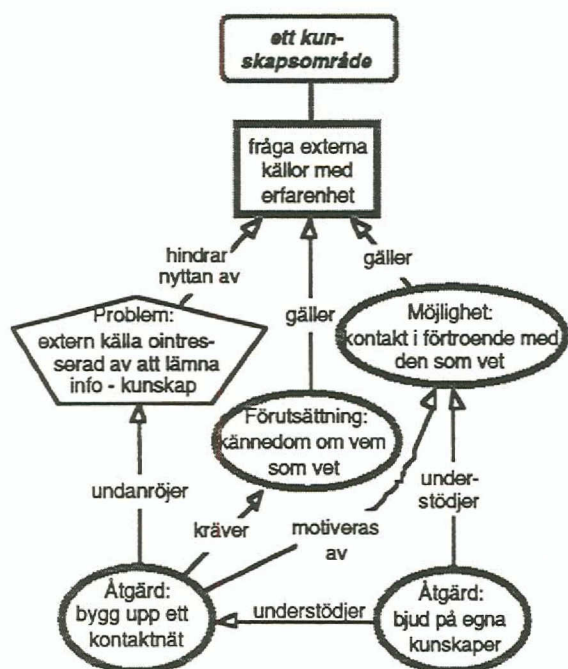 ett kun-
skapsområde
fråga externa
källor med
erfarenhet
hindrar
nyttan av
gäller
gäller
Problem:
extern källa ointres-
serad av att lämna
info - kunskap
Möjlighet:
kontakt i förtroende med
den som vet
Förutsättning:
kännedom om vem
som vet
undanröjer
kräver
motiveras
av
under-
stödjer
Åtgärd:
bygg upp ett
kontaktnät
understödjer
Åtgärd:
bjud på egna
kunskaper